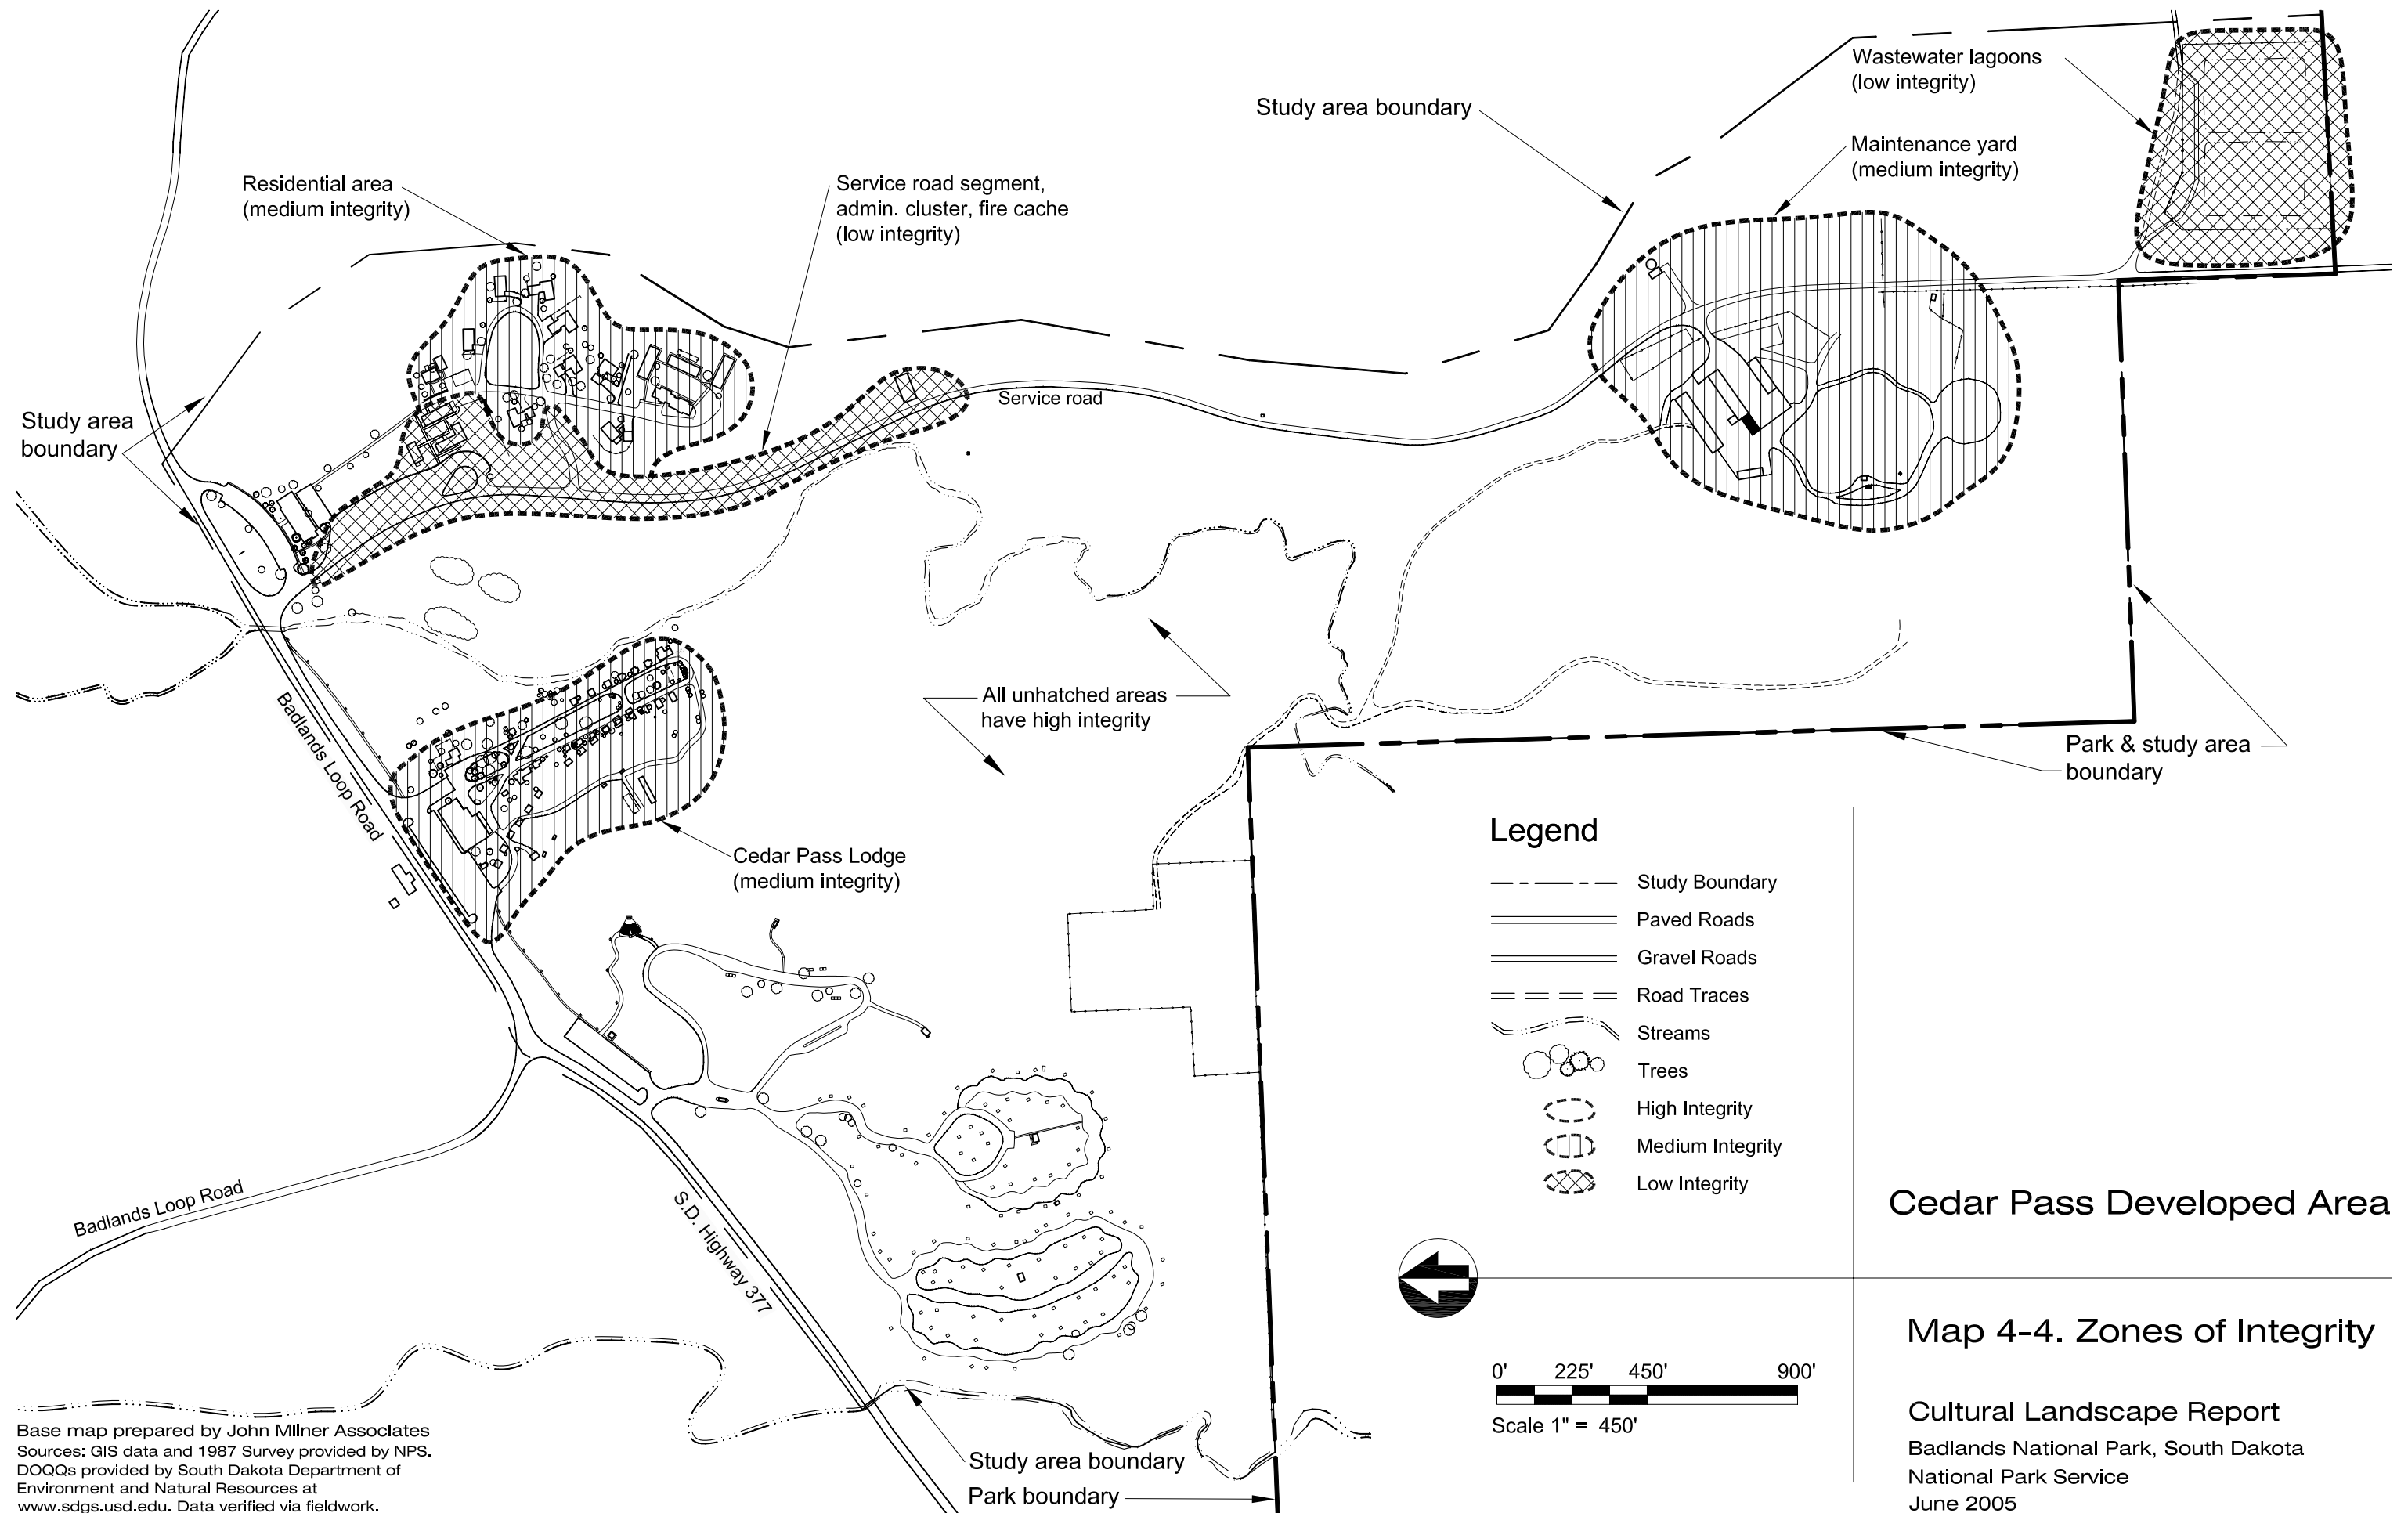 Wastewater lagoons
(low integrity)
Study area boundary
Maintenance yard
(medium integrity)
Residential area
(medium integrity)
Service road segment,
admin. cluster, fire cache
(low integrity)
Service road
Study area
boundary
All unhatched areas
have high integrity
Badlands Loop Road
Park & study area
boundary
Cedar Pass Lodge
(medium integrity)
Legend
Study Boundary
Paved Roads
Gravel Roads
Road Traces
Streams
Trees
High Integrity
Medium Integrity
Low Integrity
Badlands Loop Road
S.D. Highway 377
Cedar Pass Developed Area
Map 4-4. Zones of Integrity
0' 225' 450' 900'
Scale 1" = 450'
Cultural Landscape Report
Badlands National Park, South Dakota
National Park Service
June 2005
Base map prepared by John Milner Associates
Sources: GIS data and 1987 Survey provided by NPS.
DOQQs provided by South Dakota Department of
Environment and Natural Resources at
www.sdgs.usd.edu. Data verified via fieldwork.
Study area boundary
Park boundary